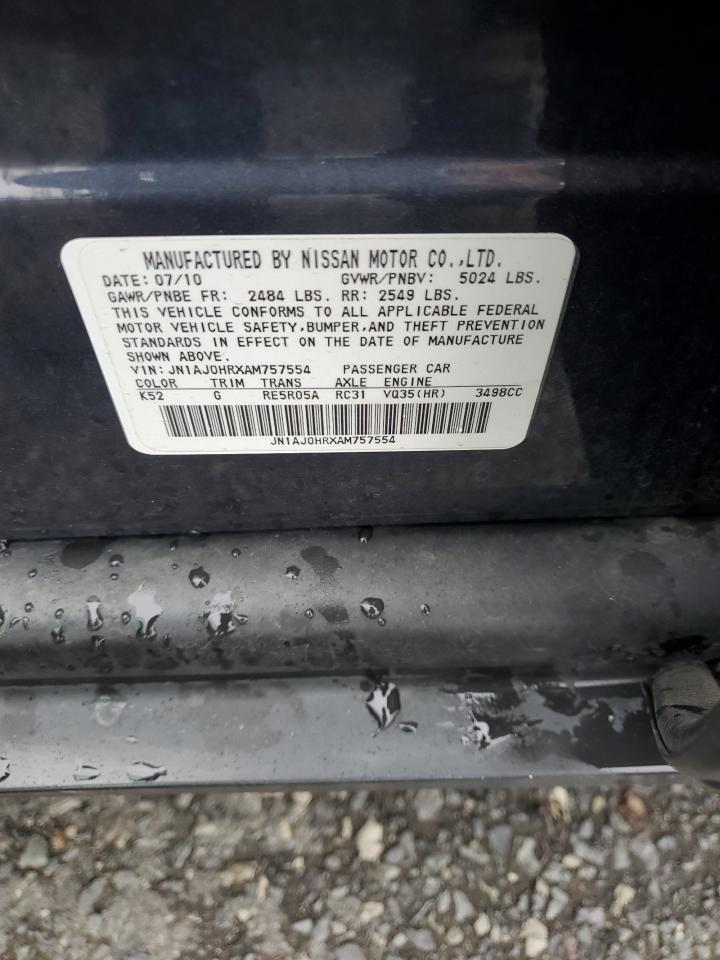 MANUFACTURED BY NISSAN MOTOR CO.,LTD.
DATE: 07/10 GVWR/PNBV: 5024 LBS.
GAWR/PNBE FR: 2484 LBS. RR: 2549 LBS.
THIS VEHICLE CONFORMS TO ALL APPLICABLE FEDERAL
MOTOR VEHICLE SAFETY,BUMPER,AND THEFT PREVENTION
STANDARDS IN EFFECT ON THE DATE OF MANUFACTURE
SHOWN ABOVE.
VIN: JN1AJ0HRXAM757554 PASSENGER CAR
COLOR TRIM TRANS AXLE ENGINE
K52 G RE5R05A RC31 VQ35(HR) 3498CC
JN1AJ0HRXAM757554